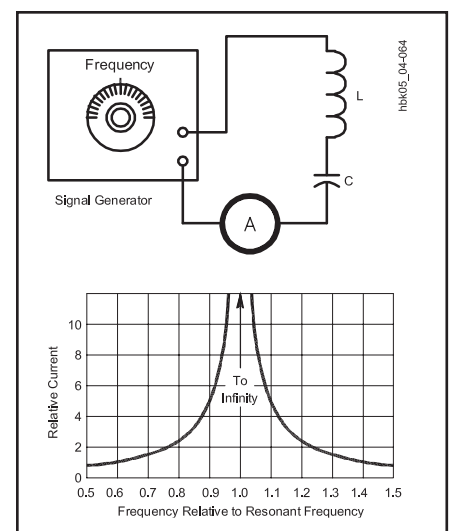 Frequency
hbk05_04-064
L
C
Signal Generator
A
10
8
6
4
2
0
To
Infinity
Relative Current
0.5 0.6 0.7 0.8 0.9 1.0 1.1 1.2 1.3 1.4 1.5
Frequency Relative to Resonant Frequency